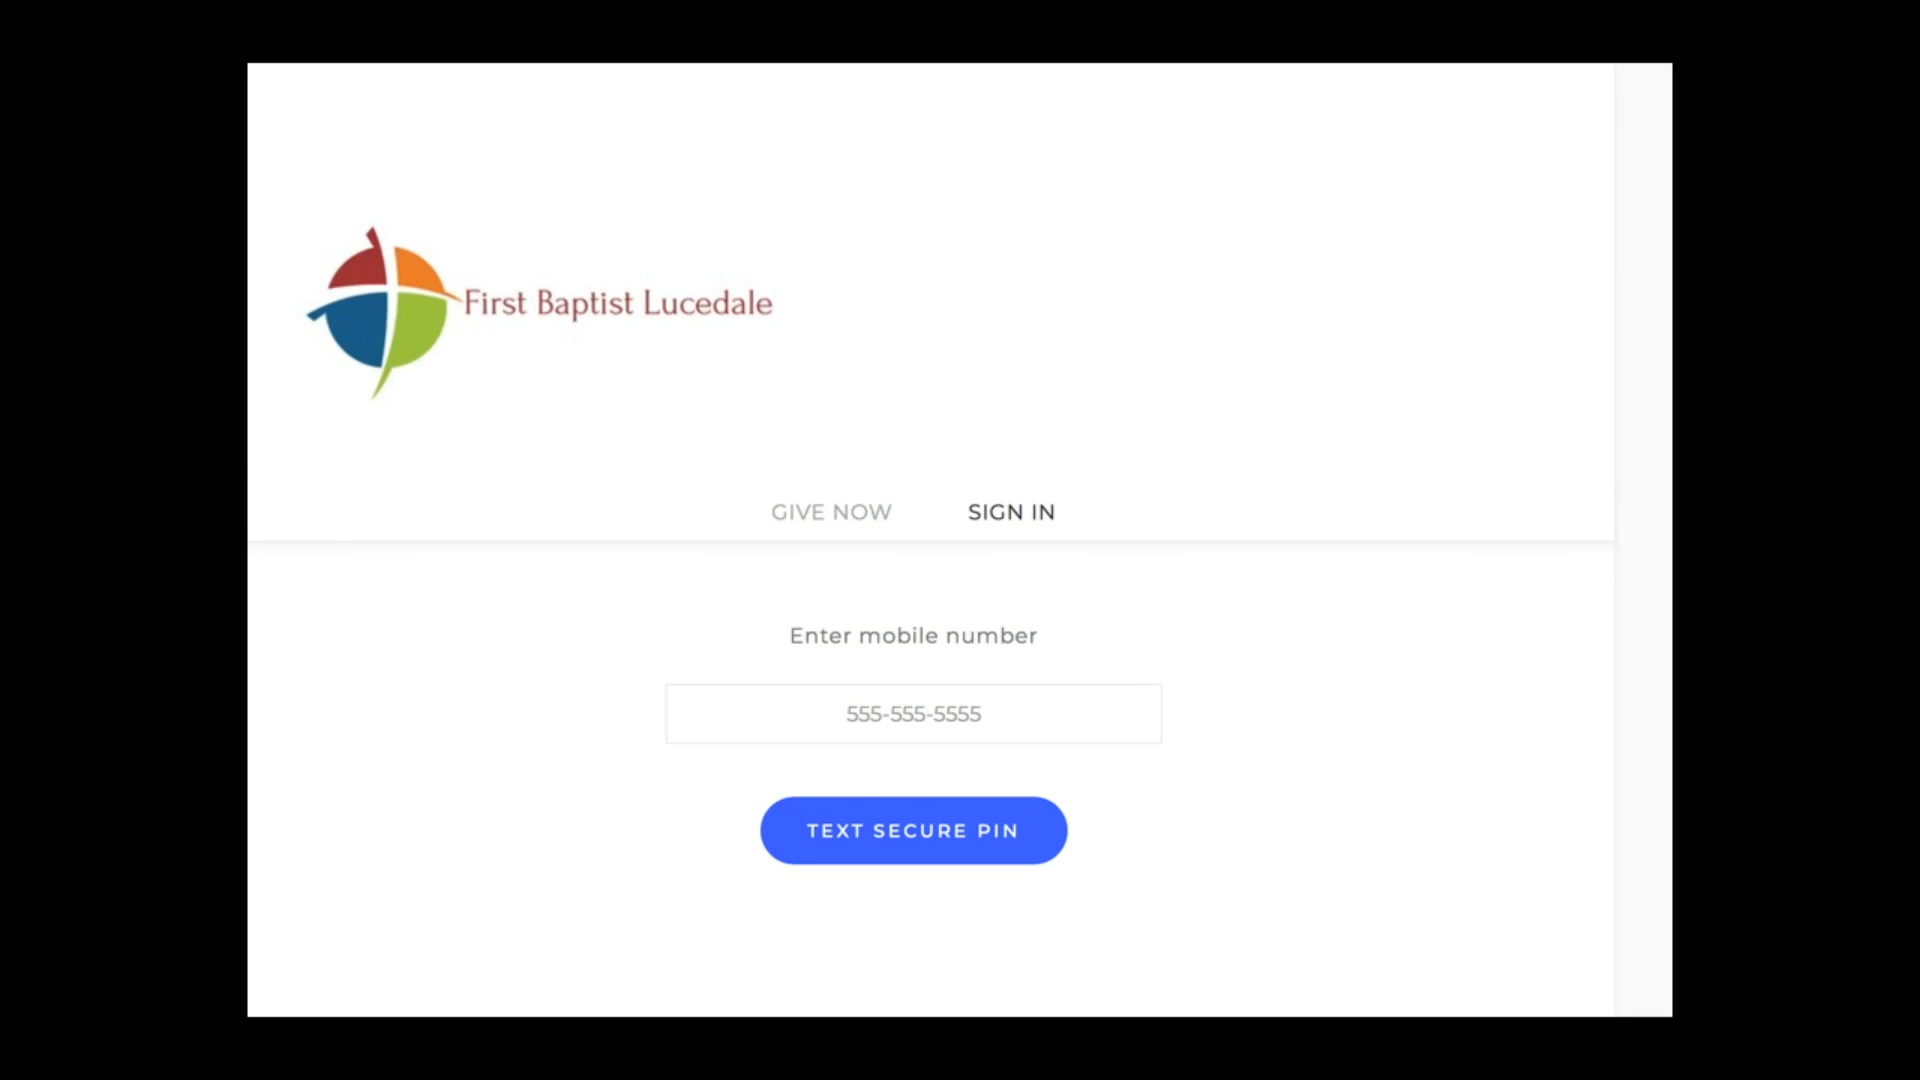 First Baptist Lucedale
GIVE NOW SIGN IN
Enter mobile number
555-555-5555
TEXT SECURE PIN